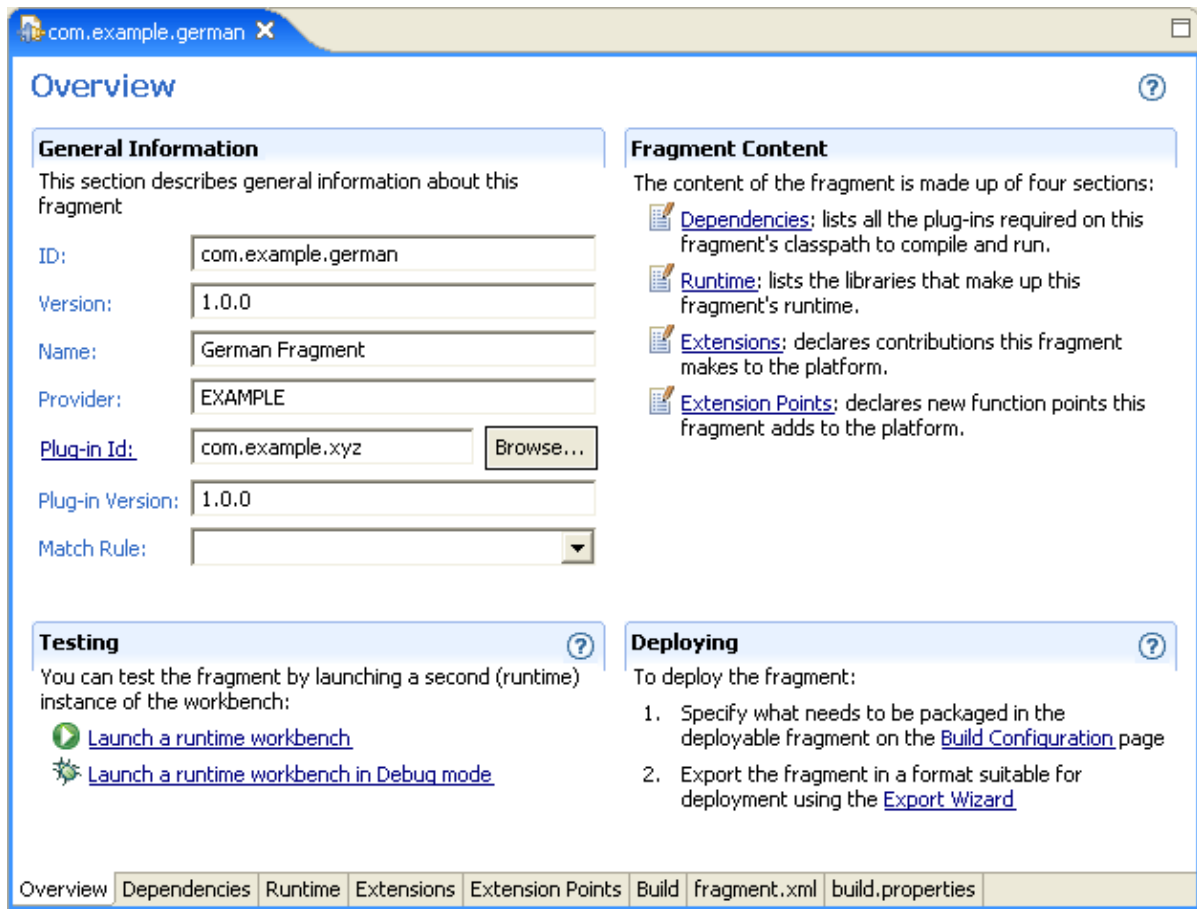 com.example.german
Overview
General Information
This section describes general information about this
fragment
ID: com.example.german
Version: 1.0.0
Name: German Fragment
Provider: EXAMPLE
Plug-in Id: com.example.xyz Browse...
Plug-in Version: 1.0.0
Match Rule:
Fragment Content
The content of the fragment is made up of four sections:
Dependencies: lists all the plug-ins required on this
fragment's classpath to compile and run.
Runtime: lists the libraries that make up this
fragment's runtime.
Extensions: declares contributions this fragment
makes to the platform.
Extension Points: declares new function points this
fragment adds to the platform.
Testing
You can test the fragment by launching a second (runtime)
instance of the workbench:
Launch a runtime workbench
Launch a runtime workbench in Debug mode
Deploying
To deploy the fragment:
1. Specify what needs to be packaged in the
deployable fragment on the Build Configuration page
2. Export the fragment in a format suitable for
deployment using the Export Wizard
Overview Dependencies Runtime Extensions Extension Points Build fragment.xml build.properties